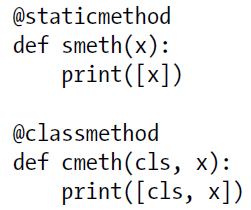 @staticmethod
def smeth(x):
    print([x])

@classmethod
def cmeth(cls, x):
    print([cls, x])